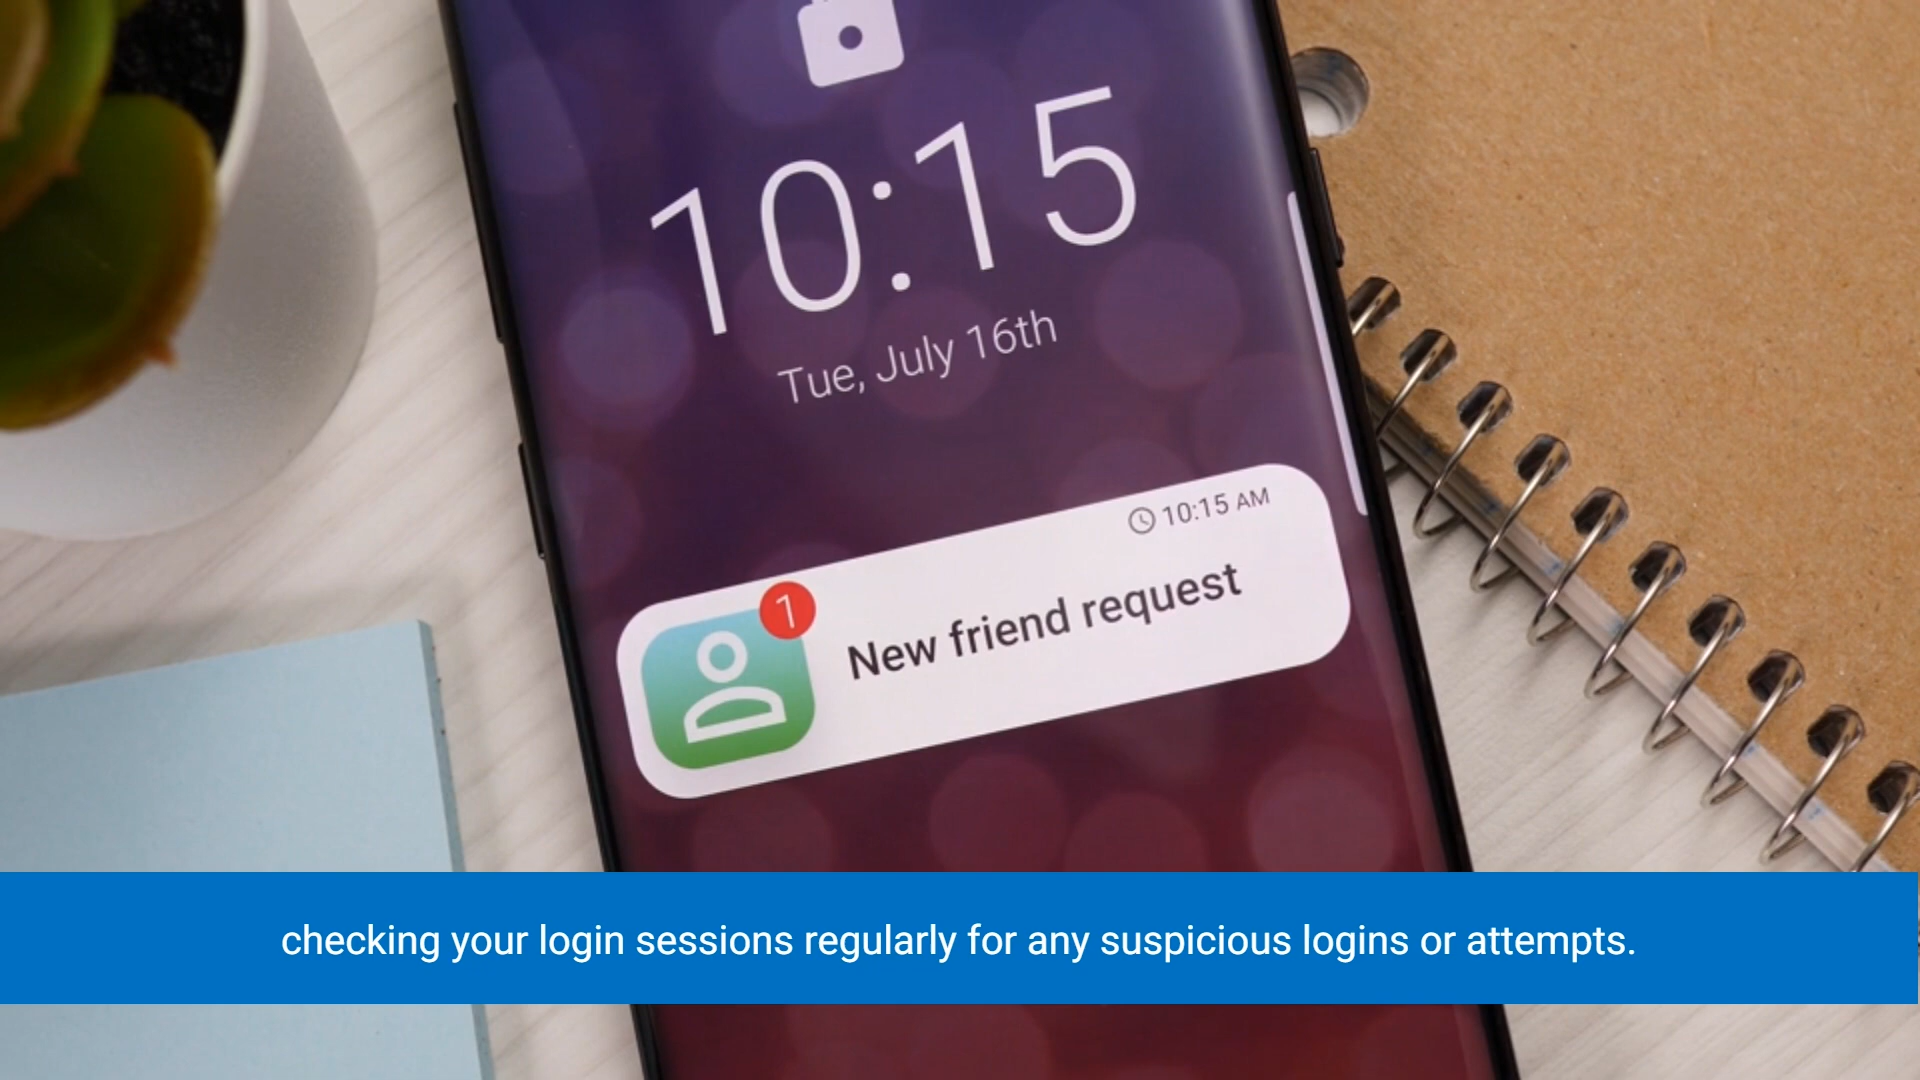 10:15
Tue, July 16th
10:15 AM
1
New friend request
checking your login sessions regularly for any suspicious logins or attempts.